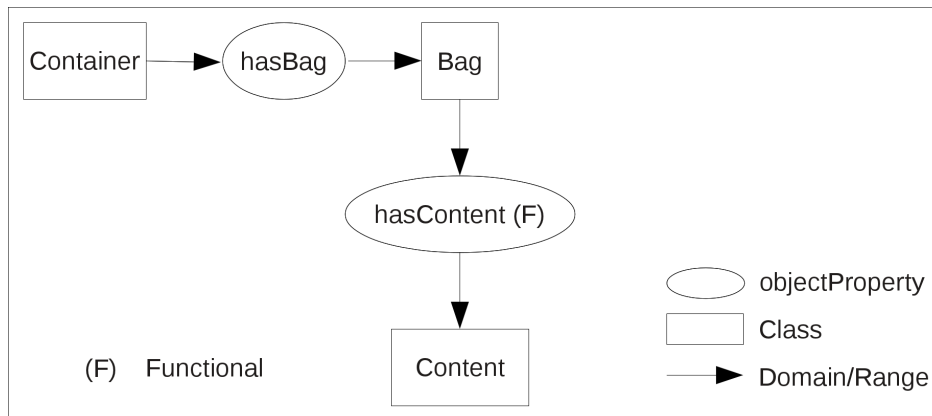 Container
hasBag
Bag
hasContent (F)
objectProperty
Class
Content
(F) Functional
Domain/Range